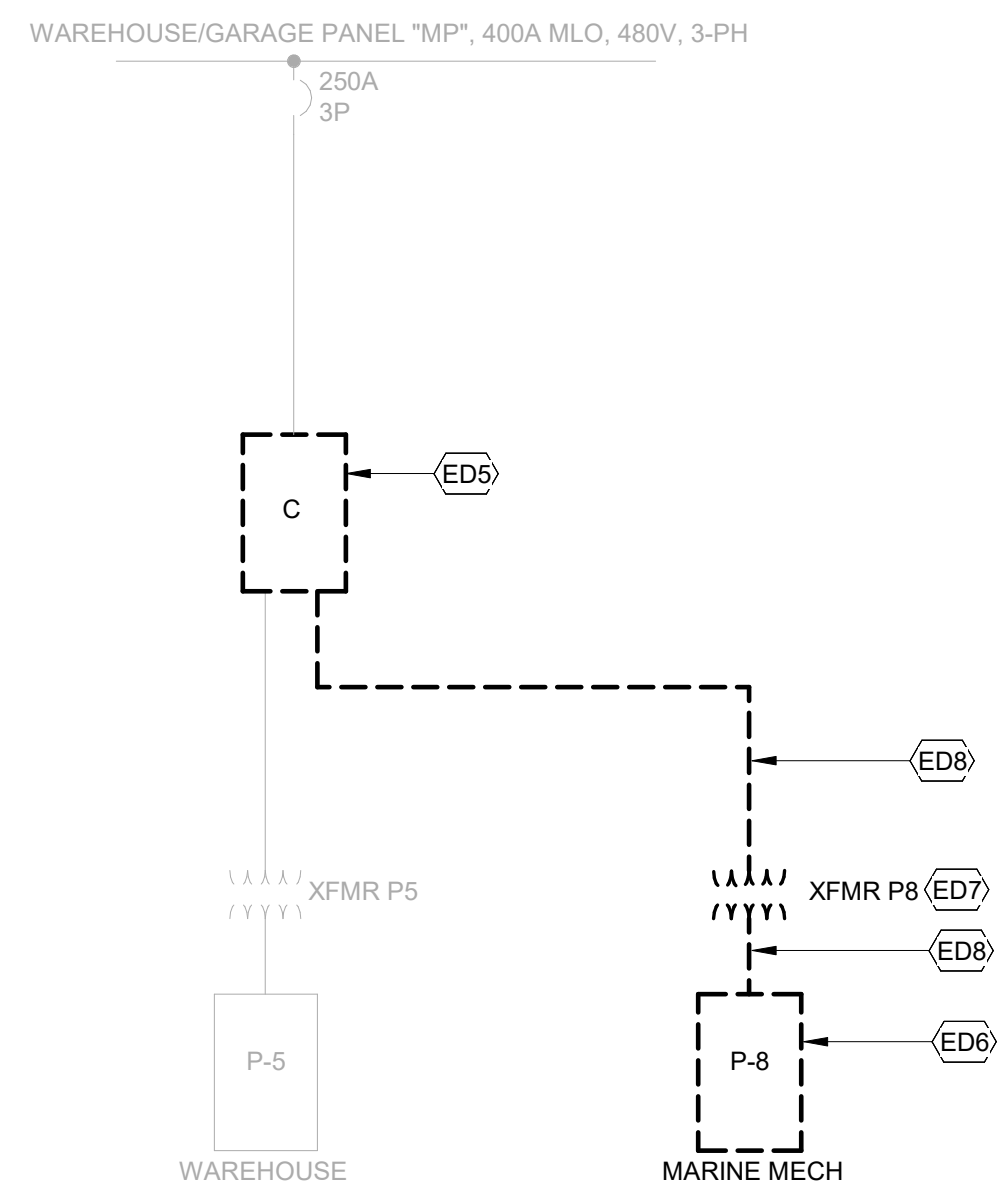 WAREHOUSE/GARAGE PANEL "MP", 400A MLO, 480V, 3-PH
250A
3P
C
ED5
ED8
XFMR P5
XFMR P8 ED7
ED8
P-5
P-8
ED6
WAREHOUSE
MARINE MECH